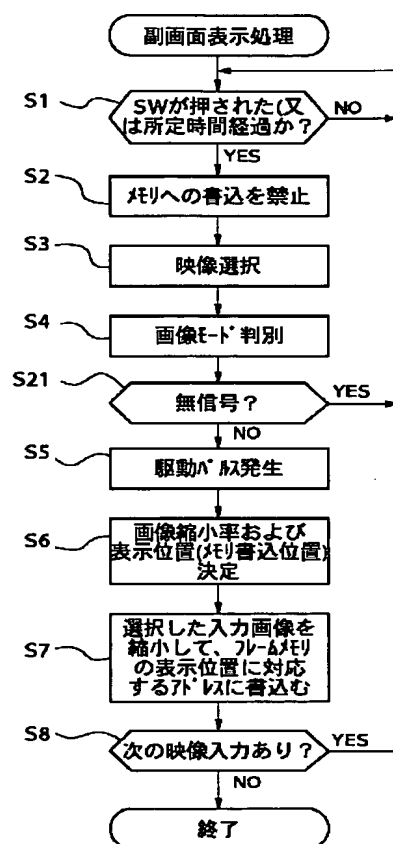 副画面表示処理
S1
SWが押された(又
は所定時間経過か?
NO
YES
S2
メモリへの書込を禁止
S3
映像選択
S4
画像モード判別
S21
無信号?
YES
NO
S5
駆動パルス発生
S6
画像縮小率および
表示位置(メモリ書込位置)
決定
S7
選択した入力画像を
縮小して、フレームメモリ
の表示位置に対応
するアドレスに書込む
S8
次の映像入力あり?
YES
NO
終了